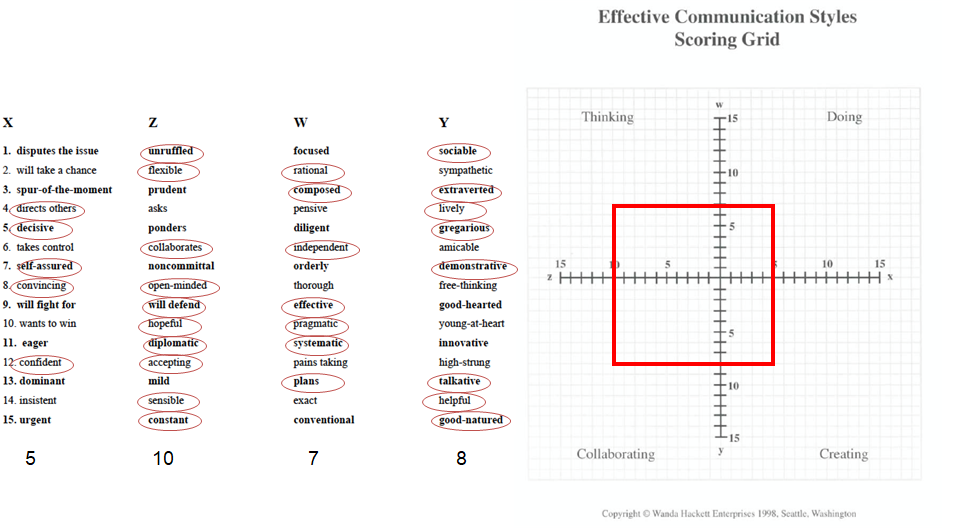 Effective Communication Styles
Scoring Grid
X Z W Y
1. disputes the issue unruffled focused sociable
2. will take a chance flexible rational sympathetic
3. spur-of-the-moment prudent composed extraverted
4. directs others asks pensive lively
5. decisive ponders diligent gregarious
6. takes control collaborates independent amicable
7. self-assured noncommittal orderly demonstrative
8. convincing open-minded thorough free-thinking
9. will fight for will defend effective good-hearted
10. wants to win hopeful pragmatic young-at-heart
11. eager diplomatic systematic innovative
12. confident accepting pains taking high-strung
13. dominant mild plans talkative
14. insistent sensible exact helpful
15. urgent constant conventional good-natured
5 10 7 8
w
Thinking 15 Doing
10
5
15 10 5 5 10 15
z x
5
10
15
Collaborating y Creating
Copyright © Wanda Hackett Enterprises 1998, Seattle, Washington